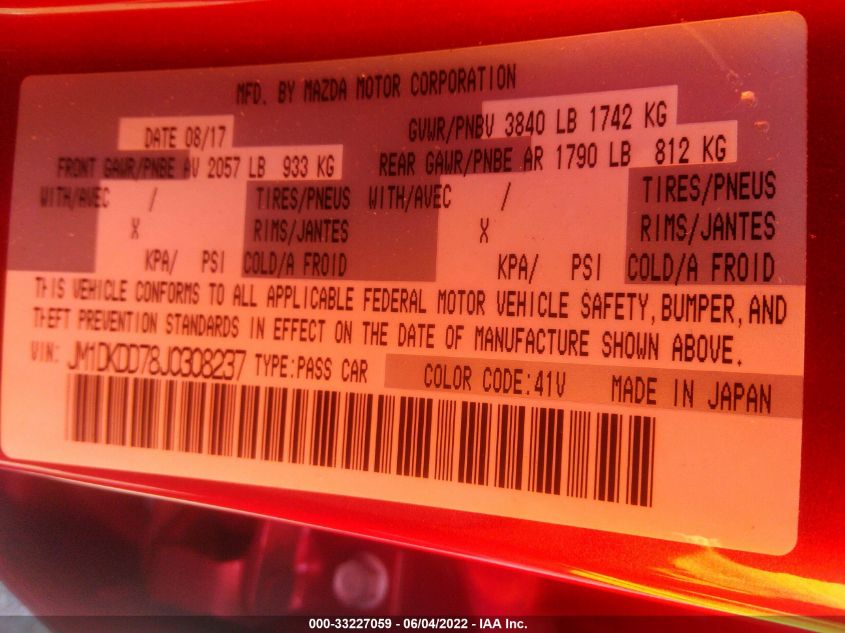 MFD. BY MAZDA MOTOR CORPORATION
DATE 08/17 GVWR/PNBV 3840 LB 1742 KG
FRONT GAWR/PNBE AV 2057 LB 933 KG REAR GAWR/PNBE AR 1790 LB 812 KG
WITH/AVEC / TIRES/PNEUS WITH/AVEC / TIRES/PNEUS
X RIMS/JANTES X RIMS/JANTES
KPA/ PSI COLD/A FROID KPA/ PSI COLD/A FROID
THIS VEHICLE CONFORMS TO ALL APPLICABLE FEDERAL MOTOR VEHICLE SAFETY, BUMPER, AND
THEFT PREVENTION STANDARDS IN EFFECT ON THE DATE OF MANUFACTURE SHOWN ABOVE.
VIN: JM1DKDD78J0308237 TYPE:PASS CAR COLOR CODE:41V MADE IN JAPAN
000-33227059 - 06/04/2022 - IAA Inc.